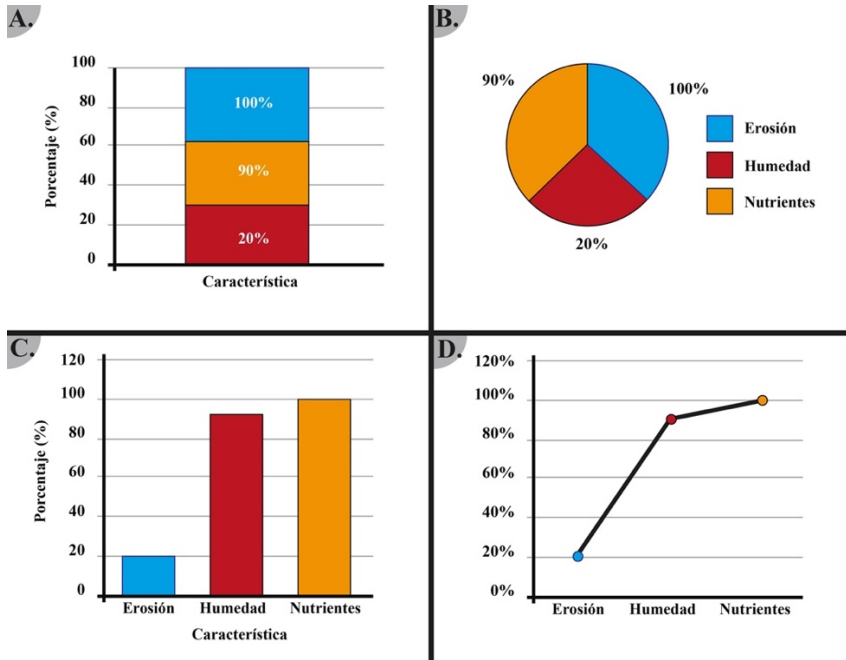 A.
Porcentaje (%)
100
80
60
40
20
0
100%
90%
20%
Característica
B.
90%
100%
20%
Erosión
Humedad
Nutrientes
C.
Porcentaje (%)
120
100
80
60
40
20
0
Erosión Humedad Nutrientes
Característica
D.
120%
100%
80%
60%
40%
20%
0%
Erosión Humedad Nutrientes